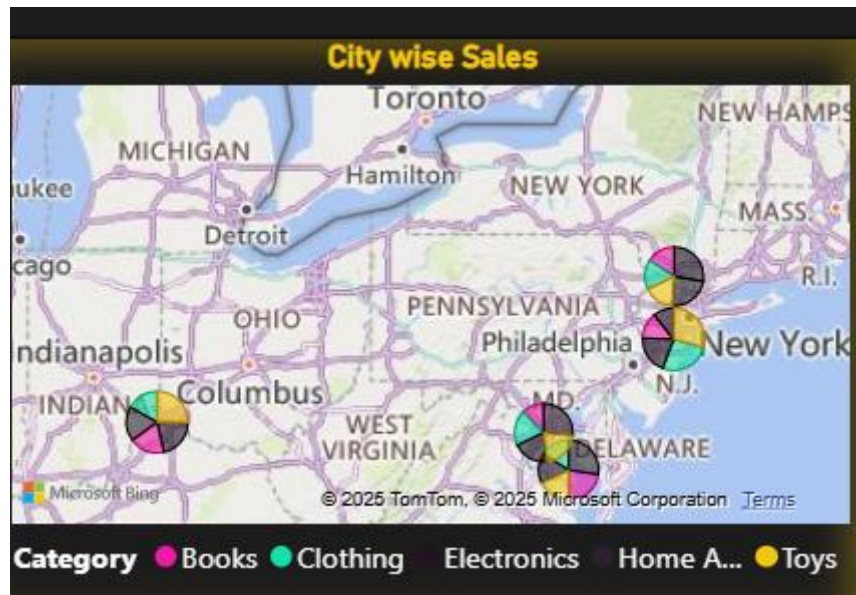 City wise Sales
Toronto
NEW HAMPS
MICHIGAN
Hamilton
NEW YORK
ukee
MASS.
Detroit
cago
R.I.
PENNSYLVANIA
OHIO
Philadelphia
New York
ndianapolis
N.J.
Columbus
INDIAN
MD.
WEST
VIRGINIA
DELAWARE
Microsoft Bing
© 2025 TomTom, © 2025 Microsoft Corporation Terms
Category Books Clothing Electronics Home A... Toys